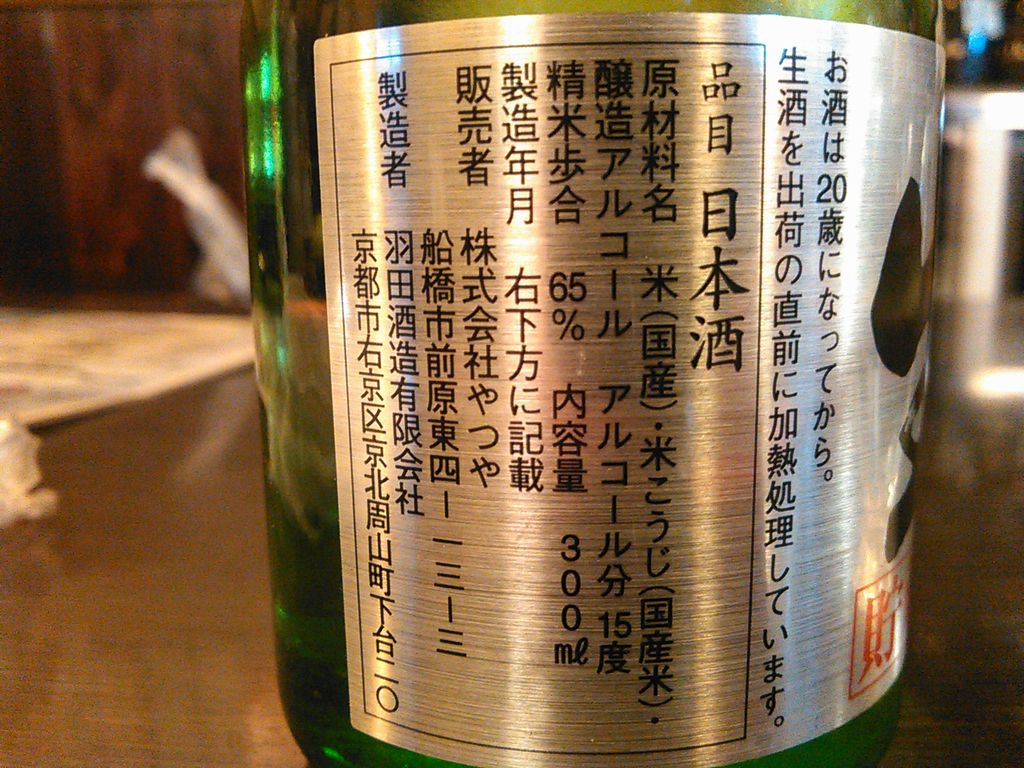 お酒は20歳になってから。
生酒を出荷の直前に加熱処理しています。
品目 日本酒
原材料名 米(国産)・米こうじ(国産米)・
醸造アルコール アルコール分 15度
精米歩合 65% 内容量 300㎖
製造年月 右下方に記載
販売者 株式会社やつや
船橋市前原東四ー一三ー三
製造者 羽田酒造有限会社
京都市右京区京北周山町下台二〇
貯